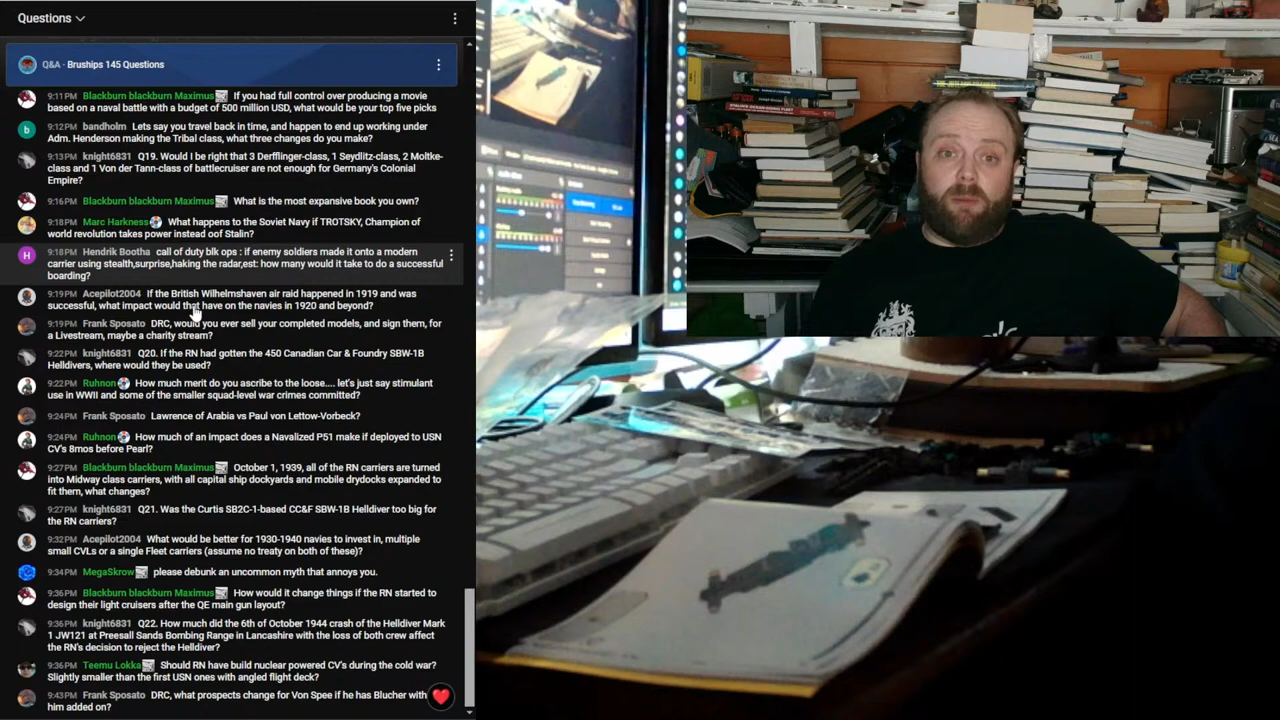 Questions
Q&A · Bruships 145 Questions
9:11PM Blackburn blackburn Maximus If you had full control over producing a movie
based on a naval battle with a budget of 500 million USD, what would be your top five picks
9:12PM bandholm Lets say you travel back in time, and happen to end up working under
Adm. Henderson making the Tribal class, what three changes do you make?
9:13PM knight6831 Q19. Would I be right that 3 Derfflinger-class, 1 Seydlitz-class, 2 Moltke-
class and 1 Von der Tann-class of battlecruiser are not enough for Germany's Colonial
Empire?
9:16PM Blackburn blackburn Maximus What is the most expansive book you own?
9:18PM Marc Harkness What happens to the Soviet Navy if TROTSKY, Champion of
world revolution takes power instead oof Stalin?
H 9:18PM Hendrik Bootha call of duty blk ops : if enemy soldiers made it onto a modern
carrier using stealth,surprise,haking the radar,est: how many would it take to do a successful
boarding?
9:19PM Acepilot2004 If the British Wilhelmshaven air raid happened in 1919 and was
successful, what impact would that have on the navies in 1920 and beyond?
9:19PM Frank Sposato DRC, would you ever sell your completed models, and sign them, for
a Livestream, maybe a charity stream?
9:22PM knight6831 Q20. If the RN had gotten the 450 Canadian Car & Foundry SBW-1B
Helldivers, where would they be used?
9:22PM Ruhnon How much merit do you ascribe to the loose.... let's just say stimulant
use in WWII and some of the smaller squad-level war crimes committed?
9:24PM Frank Sposato Lawrence of Arabia vs Paul von Lettow-Vorbeck?
9:24PM Ruhnon How much of an impact does a Navalized P51 make if deployed to USN
CV's 8mos before Pearl?
9:27PM Blackburn blackburn Maximus October 1, 1939, all of the RN carriers are turned
into Midway class carriers, with all capital ship dockyards and mobile drydocks expanded to
fit them, what changes?
9:27PM knight6831 Q21. Was the Curtis SB2C-1-based CC&F SBW-1B Helldiver too big for
the RN carriers?
9:32PM Acepilot2004 What would be better for 1930-1940 navies to invest in, multiple
small CVLs or a single Fleet carriers (assume no treaty on both of these)?
9:34PM MegaSkrow please debunk an uncommon myth that annoys you.
9:36PM Blackburn blackburn Maximus How would it change things if the RN started to
design their light cruisers after the QE main gun layout?
9:36PM knight6831 Q22. How much did the 6th of October 1944 crash of the Helldiver Mark
1 JW121 at Preesall Sands Bombing Range in Lancashire with the loss of both crew affect
the RN's decision to reject the Helldiver?
9:36PM Teemu Lokka Should RN have build nuclear powered CV's during the cold war?
Slightly smaller than the first USN ones with angled flight deck?
9:43PM Frank Sposato DRC, what prospects change for Von Spee if he has Blucher with
him added on?